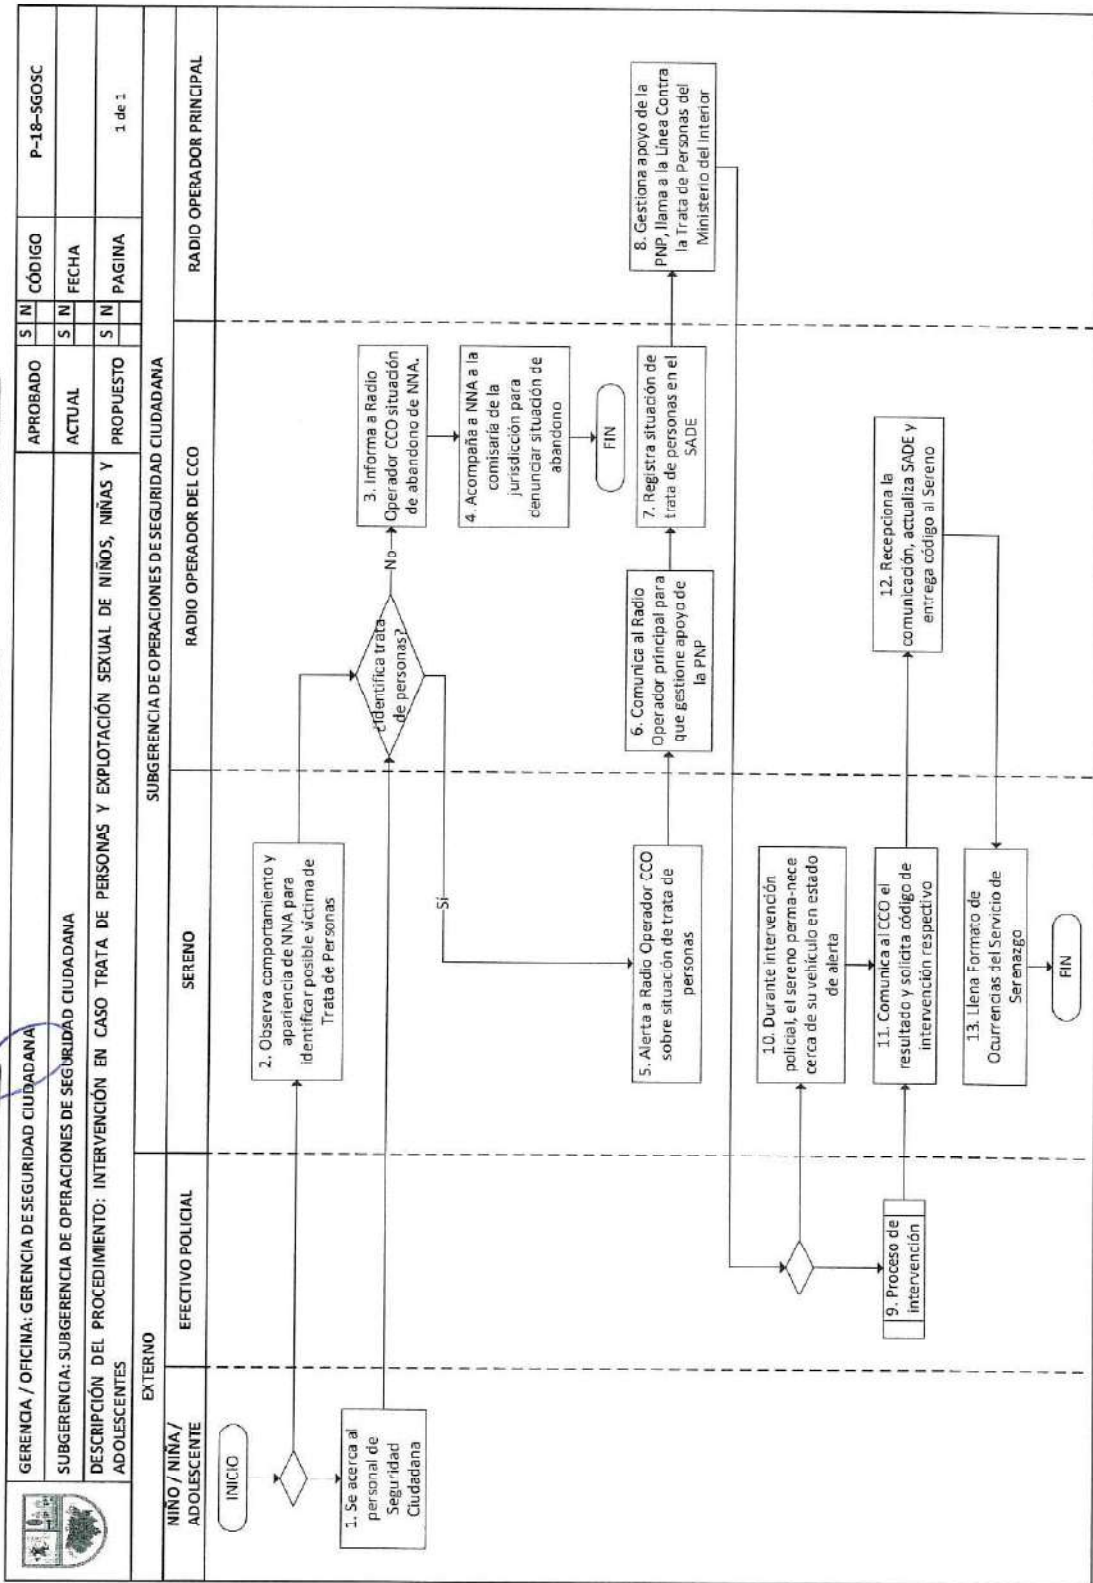 GERENCIA / OFICINA: GERENCIA DE SEGURIDAD CIUDADANA
APROBADO
S N
CÓDIGO
P-18-SGOSC
SUBGERENCIA: SUBGERENCIA DE OPERACIONES DE SEGURIDAD CIUDADANA
ACTUAL
S N
FECHA
DESCRIPCIÓN DEL PROCEDIMIENTO: INTERVENCIÓN EN CASO TRATA DE PERSONAS Y EXPLOTACIÓN SEXUAL DE NIÑOS, NIÑAS Y
ADOLESCENTES
PROPUESTO
S N
PAGINA
1 de 1
EXTERNO
SUBGERENCIA DE OPERACIONES DE SEGURIDAD CIUDADANA
NIÑO / NIÑA/
ADOLESCENTE
EFECTIVO POLICIAL
SERENO
RADIO OPERADOR DEL CCO
RADIO OPERADOR PRINCIPAL
INICIO
1. Se acerca al
personal de
Seguridad
Ciudadana
2. Observa comportamiento y
apariencia de NNA para
identificar posible víctima de
Trata de Personas
¿Identifica trata
de personas?
No
Sí
3. Informa a Radio
Operador CCO situación
de abandono de NNA.
4. Acompaña a NNA a la
comisaría de la
jurisdicción para
denunciar situación de
abandono
FIN
5. Alerta a Radio Operador CCO
sobre situación de trata de
personas
6. Comunica al Radio
Operador principal para
que gestione apoyo de
la PNP
7. Registra situación de
trata de personas en el
SADE
8. Gestiona apoyo de la
PNP, llama a la Línea Contra
la Trata de Personas del
Ministerio del Interior
9. Proceso de
intervención
10. Durante intervención
policial, el sereno perma-nece
cerca de su vehículo en estado
de alerta
11. Comunica al CCO el
resultado y solicita código de
intervención respectivo
12. Recepciona la
comunicación, actualiza SADE y
entrega código al Sereno
13. Llena Formato de
Ocurrencias del Servicio de
Serenazgo
FIN